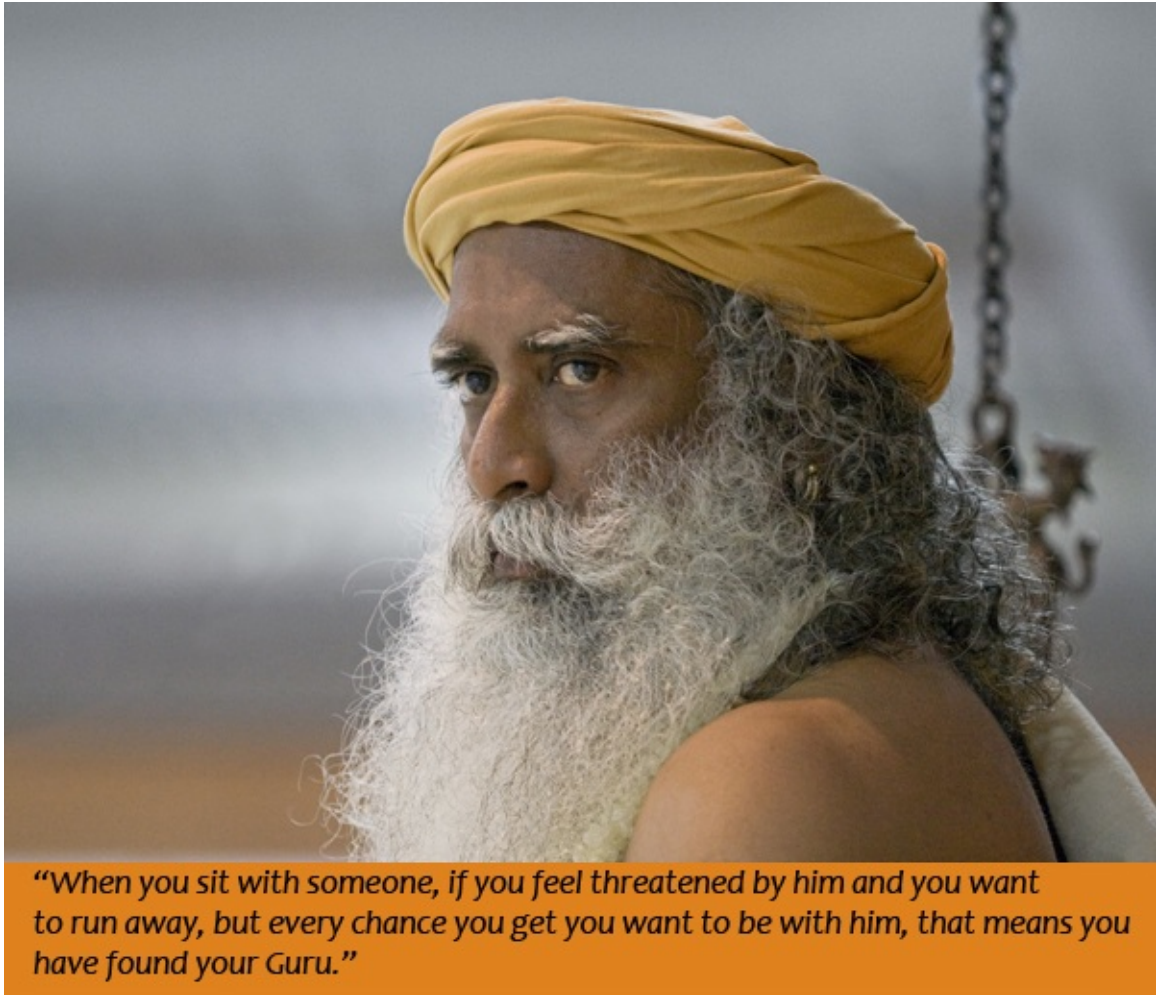 “When you sit with someone, if you feel threatened by him and you want
to run away, but every chance you get you want to be with him, that means you
have found your Guru.”